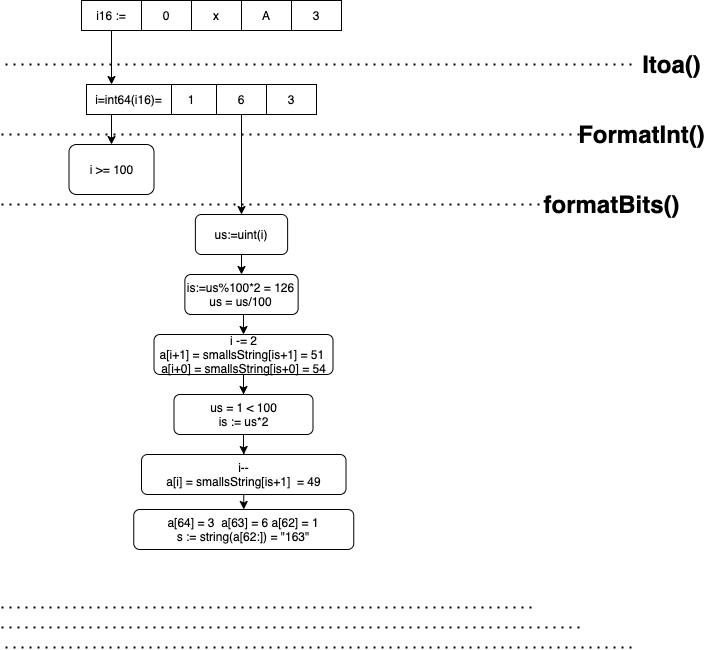 i16 := 0 x A 3
Itoa()
i=int64(i16)= 1 6 3
FormatInt()
i >= 100
formatBits()
us:=uint(i)
is:=us%100*2 = 126
us = us/100
i -= 2
a[i+1] = smallsString[is+1] = 51
a[i+0] = smallsString[is+0] = 54
us = 1 < 100
is := us*2
i--
a[i] = smallsString[is+1] = 49
a[64] = 3 a[63] = 6 a[62] = 1
s := string(a[62:]) = "163"